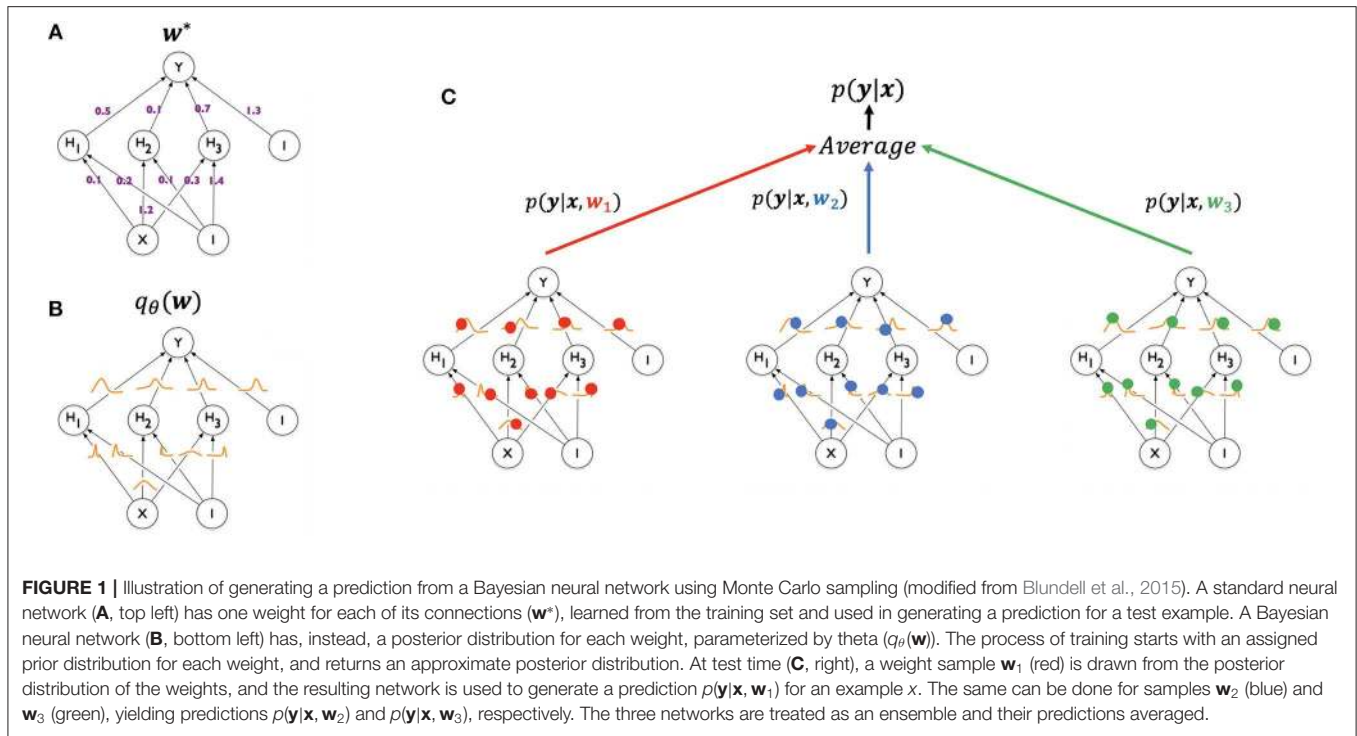 A
w*
Y
0.5
0.1
0.7
1.3
H1
H2
H3
I
0.1
0.2
0.1
0.3
1.4
1.2
X
I
B
qθ(w)
Y
H1
H2
H3
I
X
I
C
p(y|x)
Average
p(y|x, w1)
p(y|x, w2)
p(y|x, w3)
Y
H1
H2
H3
I
X
I
Y
H1
H2
H3
I
X
I
Y
H1
H2
H3
I
X
I
FIGURE 1 | Illustration of generating a prediction from a Bayesian neural network using Monte Carlo sampling (modified from Blundell et al., 2015). A standard neural
network (A, top left) has one weight for each of its connections (w*), learned from the training set and used in generating a prediction for a test example. A Bayesian
neural network (B, bottom left) has, instead, a posterior distribution for each weight, parameterized by theta (qθ(w)). The process of training starts with an assigned
prior distribution for each weight, and returns an approximate posterior distribution. At test time (C, right), a weight sample w1 (red) is drawn from the posterior
distribution of the weights, and the resulting network is used to generate a prediction p(y|x, w1) for an example x. The same can be done for samples w2 (blue) and
w3 (green), yielding predictions p(y|x, w2) and p(y|x, w3), respectively. The three networks are treated as an ensemble and their predictions averaged.